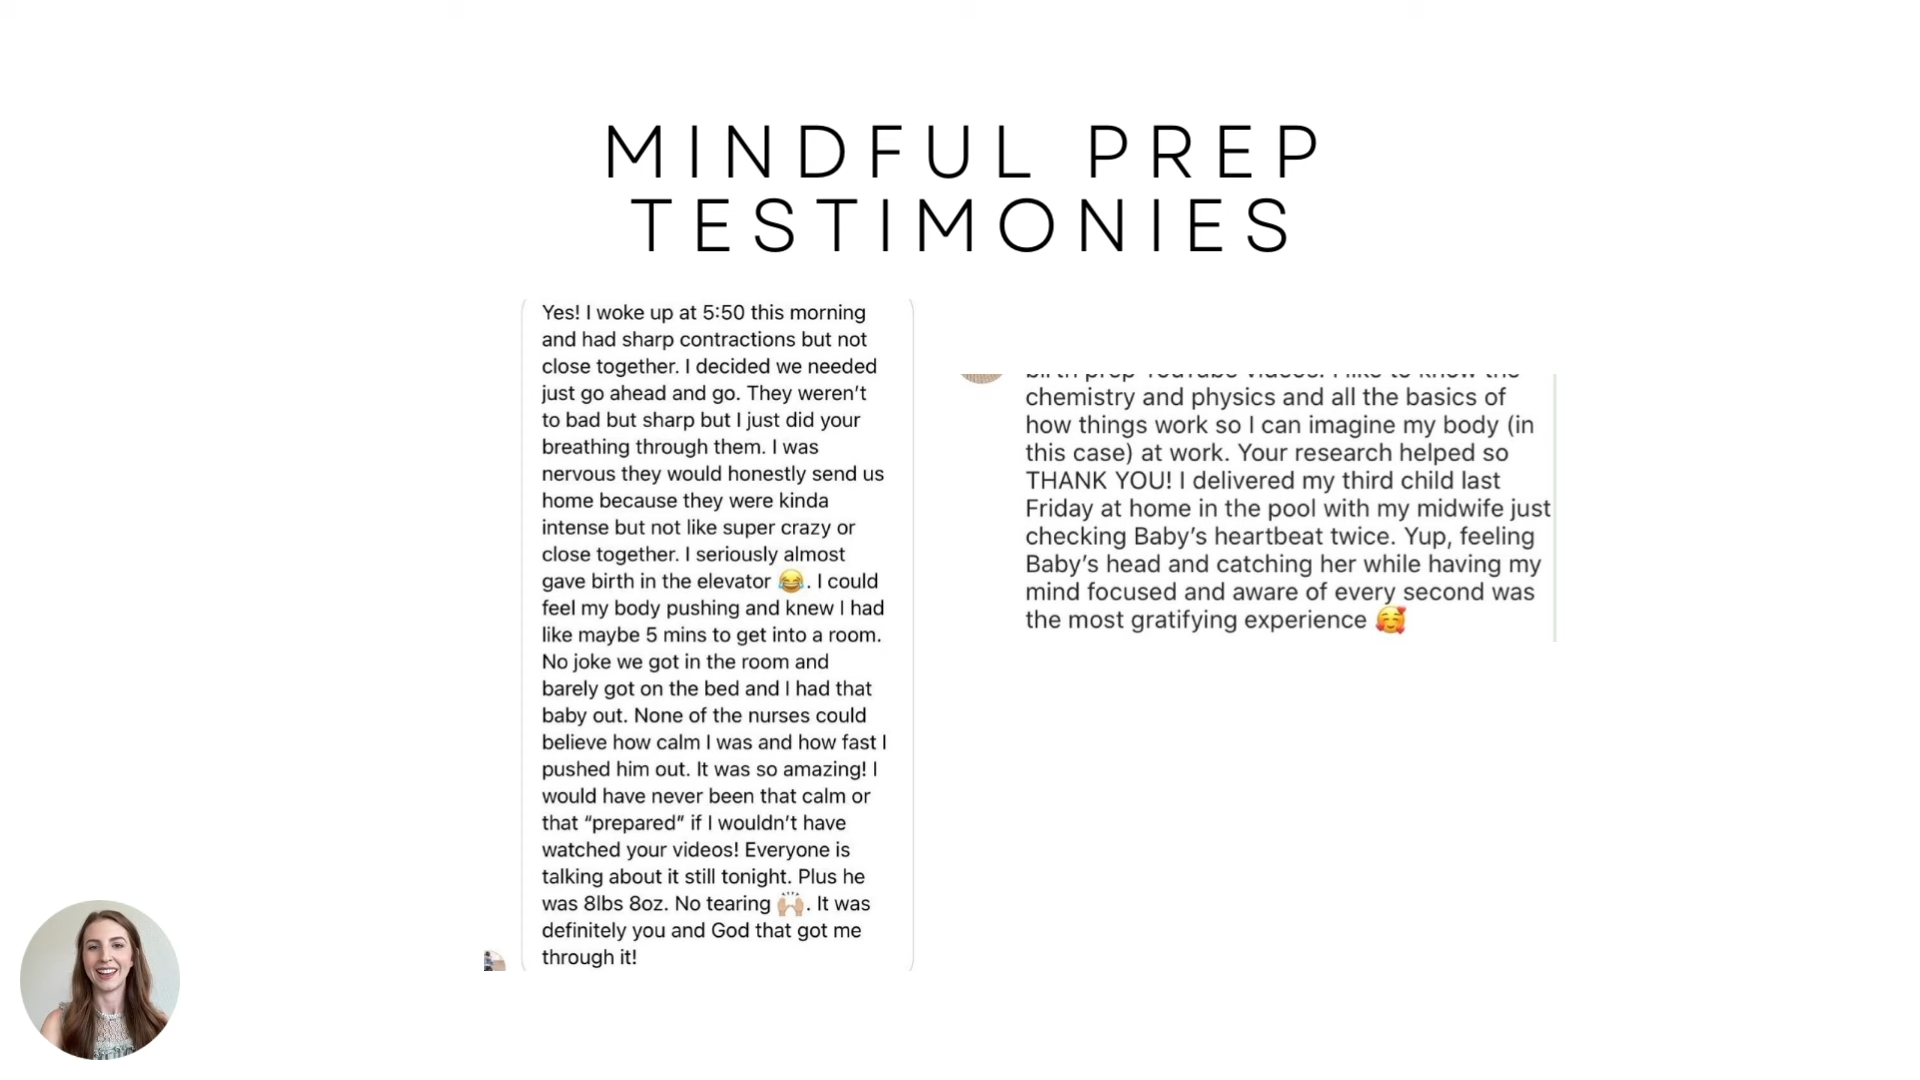 MINDFUL PREP
TESTIMONIES
Yes! I woke up at 5:50 this morning
and had sharp contractions but not
close together. I decided we needed
just go ahead and go. They weren't
to bad but sharp but I just did your
breathing through them. I was
nervous they would honestly send us
home because they were kinda
intense but not like super crazy or
close together. I seriously almost
gave birth in the elevator 😂. I could
feel my body pushing and knew I had
like maybe 5 mins to get into a room.
No joke we got in the room and
barely got on the bed and I had that
baby out. None of the nurses could
believe how calm I was and how fast I
pushed him out. It was so amazing! I
would have never been that calm or
that “prepared” if I wouldn't have
watched your videos! Everyone is
talking about it still tonight. Plus he
was 8lbs 8oz. No tearing 🙌🏼. It was
definitely you and God that got me
through it!
birth prep YouTube videos! I like to know the
chemistry and physics and all the basics of
how things work so I can imagine my body (in
this case) at work. Your research helped so
THANK YOU! I delivered my third child last
Friday at home in the pool with my midwife just
checking Baby's heartbeat twice. Yup, feeling
Baby's head and catching her while having my
mind focused and aware of every second was
the most gratifying experience 🥰